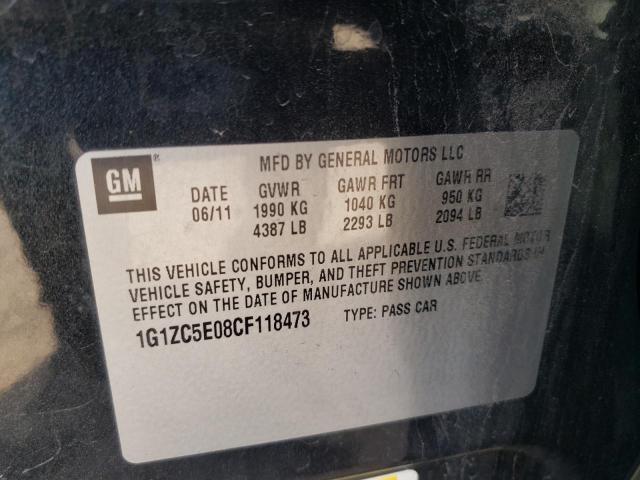 GM
MFD BY GENERAL MOTORS LLC
DATE GVWR GAWR FRT GAWR RR
06/11 1990 KG 1040 KG 950 KG
4387 LB 2293 LB 2094 LB
THIS VEHICLE CONFORMS TO ALL APPLICABLE U.S. FEDERAL MOTOR
VEHICLE SAFETY, BUMPER, AND THEFT PREVENTION STANDARDS IN
EFFECT ON THE DATE OF MANUFACTURE SHOWN ABOVE.
1G1ZC5E08CF118473 TYPE: PASS CAR